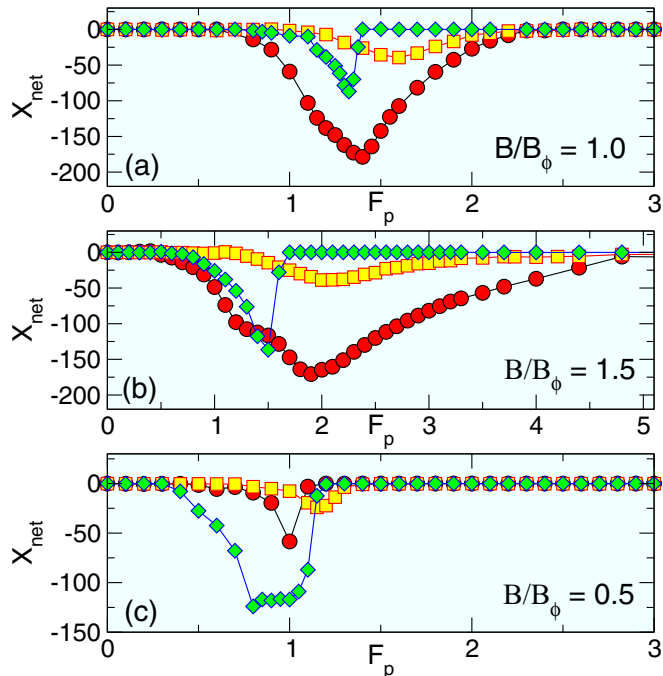 0
-50
-100
-150
-200
X_net
(a)
B/B_ϕ = 1.0
0 1 2 3
F_p
0
-50
-100
-150
-200
X_net
(b)
B/B_ϕ = 1.5
0 1 2 3 4 5
F_p
0
-50
-100
-150
X_net
(c)
B/B_ϕ = 0.5
0 1 2 3
F_p